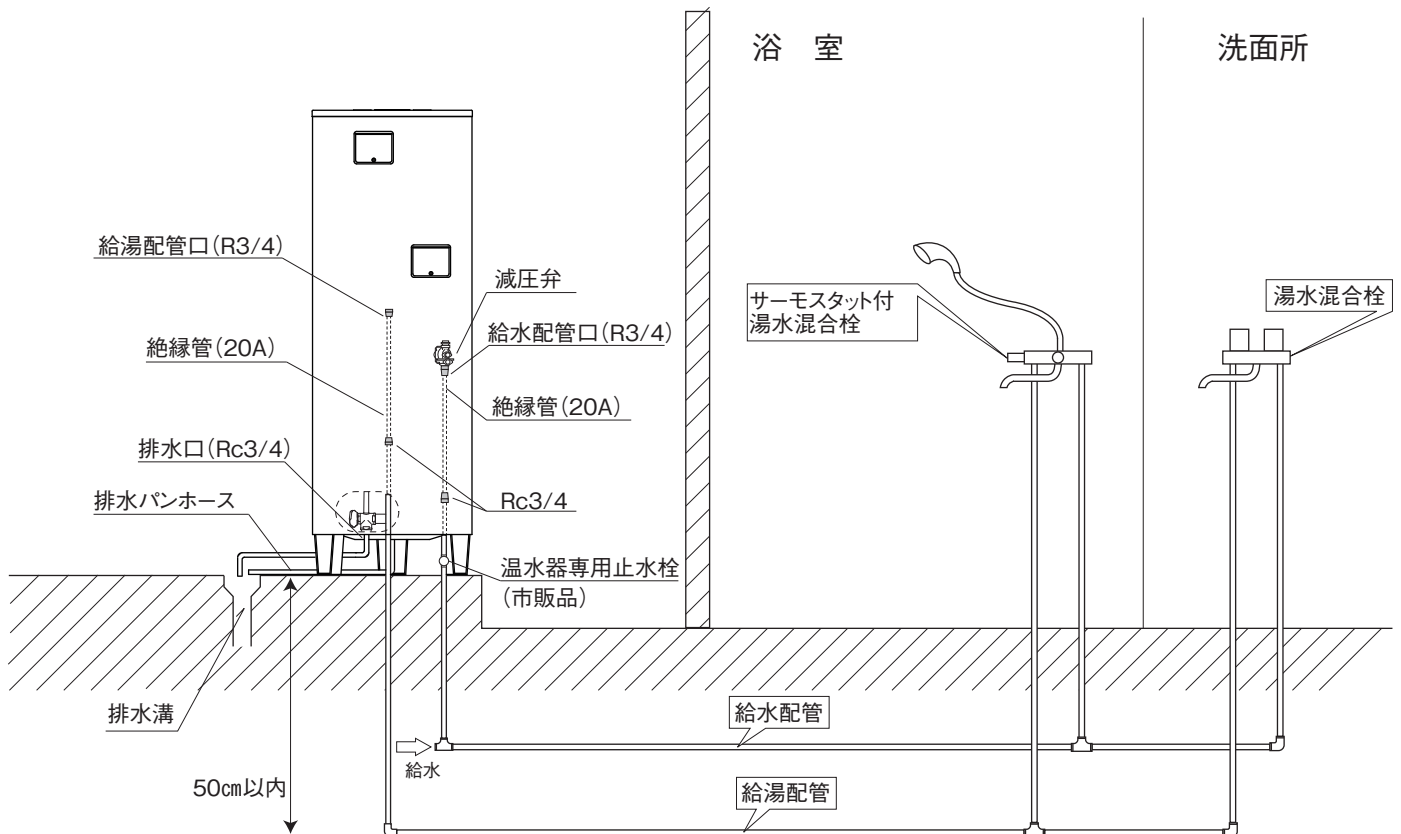 浴 室
洗面所
給湯配管口(R3/4)
減圧弁
給水配管口(R3/4)
絶縁管(20A)
絶縁管(20A)
排水口(Rc3/4)
排水パンホース
Rc3/4
温水器専用止水栓
(市販品)
サーモスタット付
湯水混合栓
湯水混合栓
排水溝
給水
給水配管
50cm以内
給湯配管